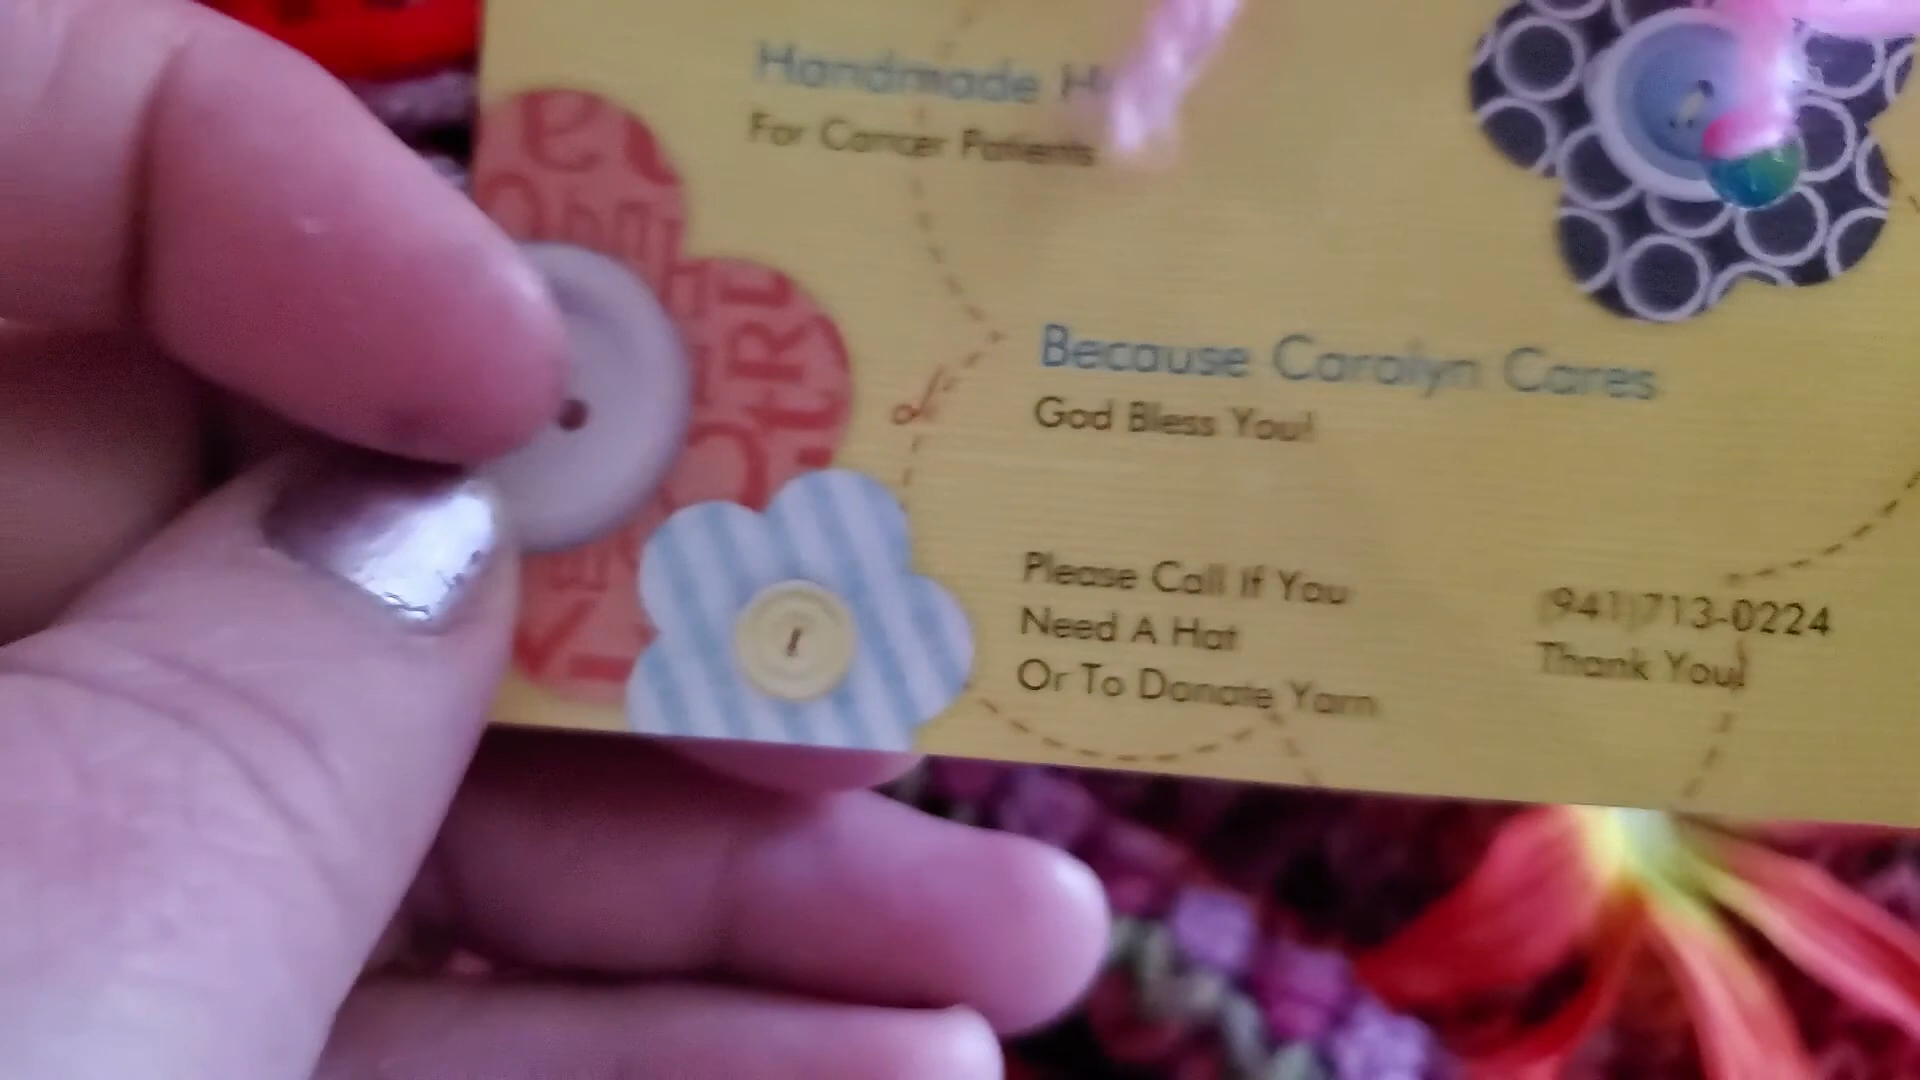 Handmade
For Cancer Patients
Because Carolyn Cares
God Bless You!
Please Call If You
Need A Hat
Or To Donate Yarn
(941)713-0224
Thank You!